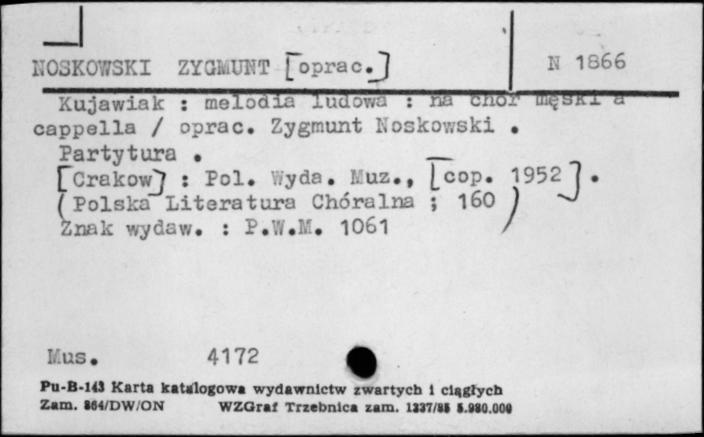 NOSKOWSKI ZYGMUNT [oprac.] N 1866
Kujawiak : melodia ludowa : na chór męski a
cappella / oprac. Zygmunt Noskowski .
Partytura .
[Crakow] : Pol. Wyda. Muz., [cop. 1952].
(Polska Literatura Chóralna ; 160)
Znak wydaw. : P.W.M. 1061
Mus. 4172
Pu-B-143 Karta katalogowa wydawnictw zwartych i ciągłych
Zam. 864/DW/ON WZGraf Trzebnica zam. 1337/85 5.980.000